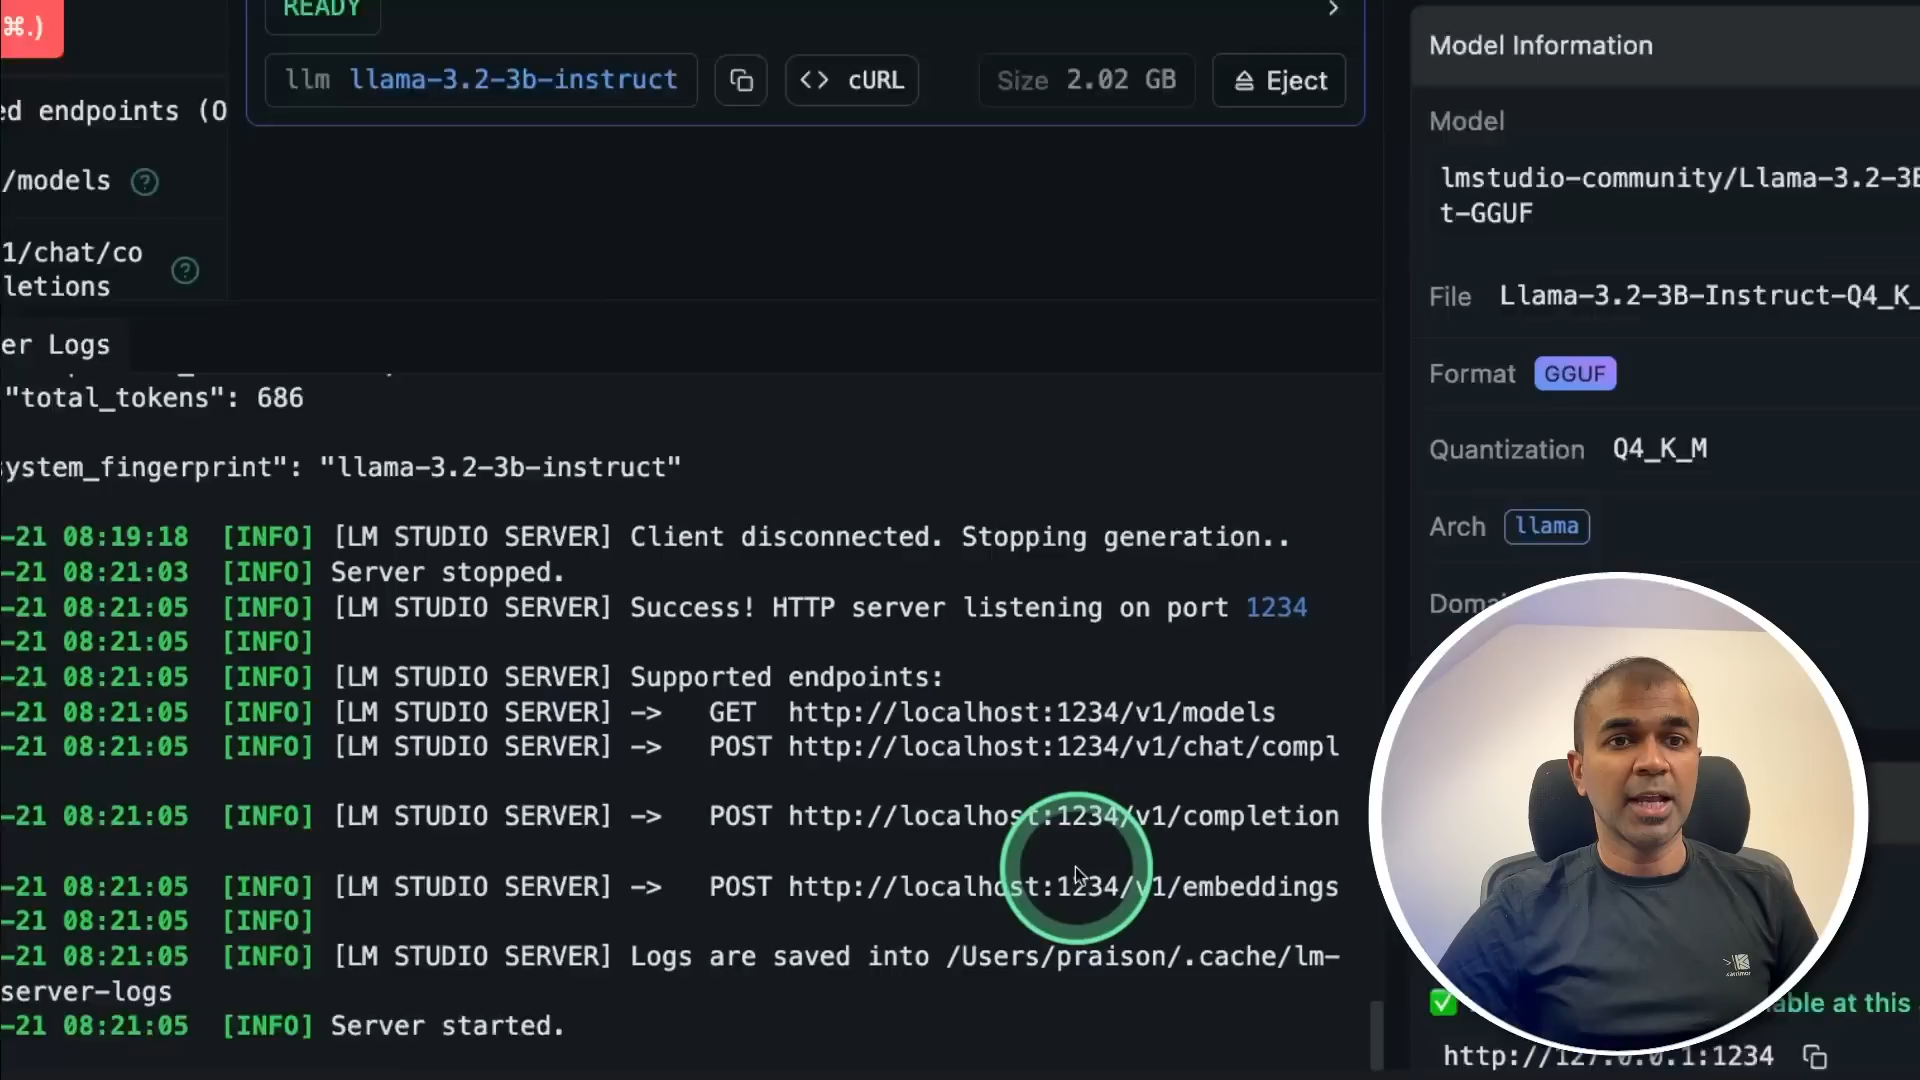 ⌘.)
READY
llm llama-3.2-3b-instruct
<> cURL
Size 2.02 GB
Eject
ed endpoints (O
/models
1/chat/co
letions
er Logs
"total_tokens": 686
system_fingerprint": "llama-3.2-3b-instruct"
-21 08:19:18 [INFO] [LM STUDIO SERVER] Client disconnected. Stopping generation..
-21 08:21:03 [INFO] Server stopped.
-21 08:21:05 [INFO] [LM STUDIO SERVER] Success! HTTP server listening on port 1234
-21 08:21:05 [INFO]
-21 08:21:05 [INFO] [LM STUDIO SERVER] Supported endpoints:
-21 08:21:05 [INFO] [LM STUDIO SERVER] -> GET http://localhost:1234/v1/models
-21 08:21:05 [INFO] [LM STUDIO SERVER] -> POST http://localhost:1234/v1/chat/compl
-21 08:21:05 [INFO] [LM STUDIO SERVER] -> POST http://localhost:1234/v1/completion
-21 08:21:05 [INFO] [LM STUDIO SERVER] -> POST http://localhost:1234/v1/embeddings
-21 08:21:05 [INFO]
-21 08:21:05 [INFO] [LM STUDIO SERVER] Logs are saved into /Users/praison/.cache/lm-
server-logs
-21 08:21:05 [INFO] Server started.
Model Information
Model
lmstudio-community/Llama-3.2-3B
t-GGUF
File Llama-3.2-3B-Instruct-Q4_K_
Format GGUF
Quantization Q4_K_M
Arch llama
Domai
able at this
http://127.0.0.1:1234